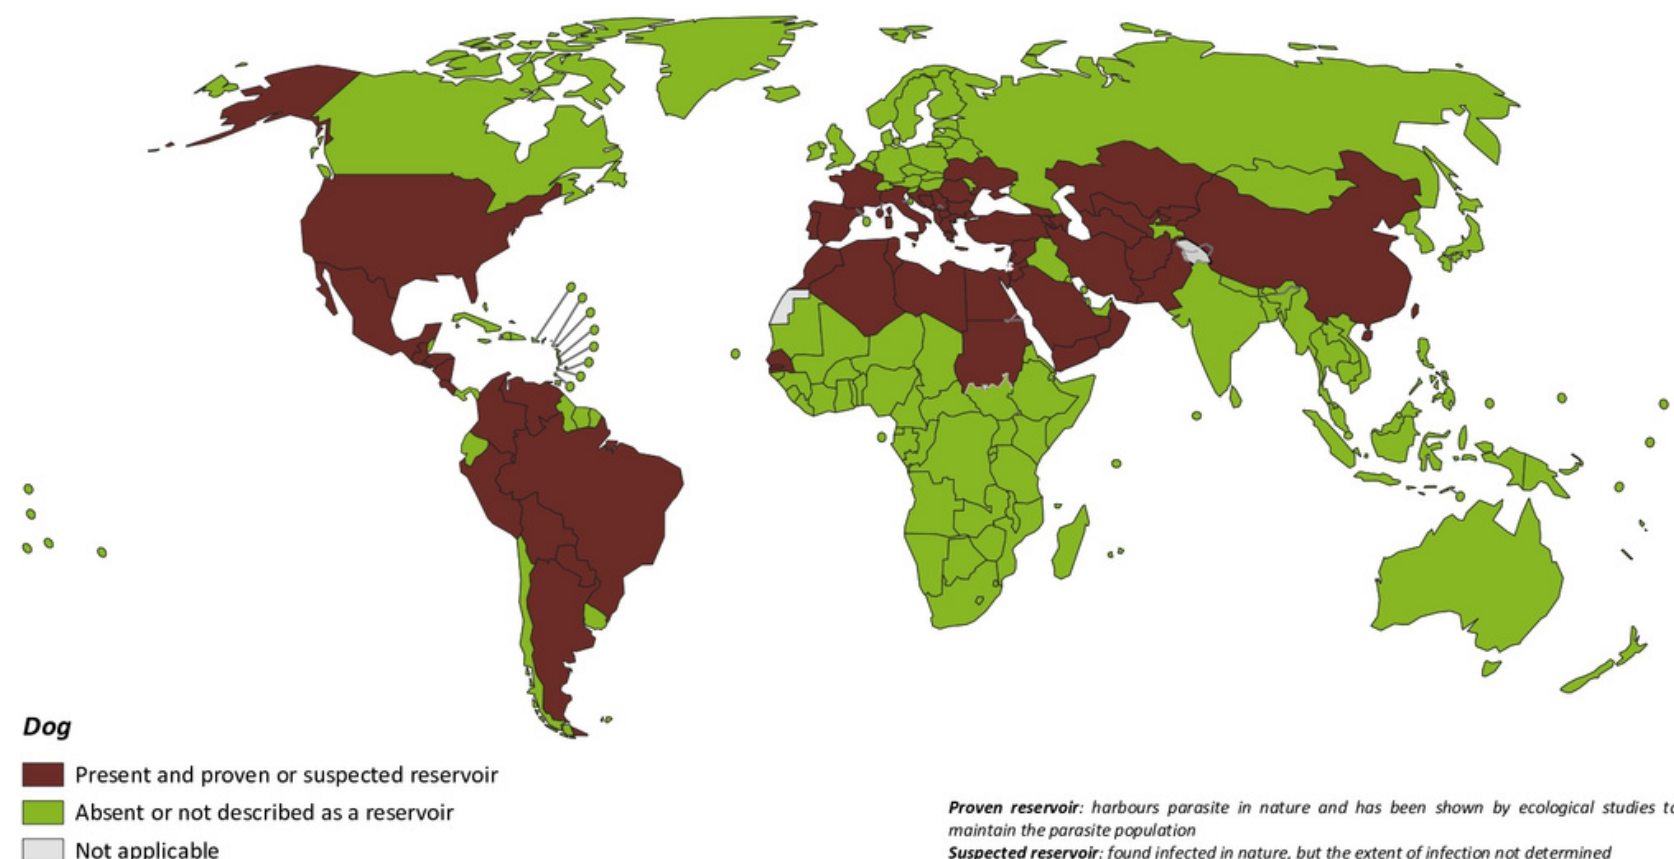 Dog
Present and proven or suspected reservoir
Absent or not described as a reservoir
Not applicable
Proven reservoir: harbours parasite in nature and has been shown by ecological studies to
maintain the parasite population
Suspected reservoir: found infected in nature, but the extent of infection not determined